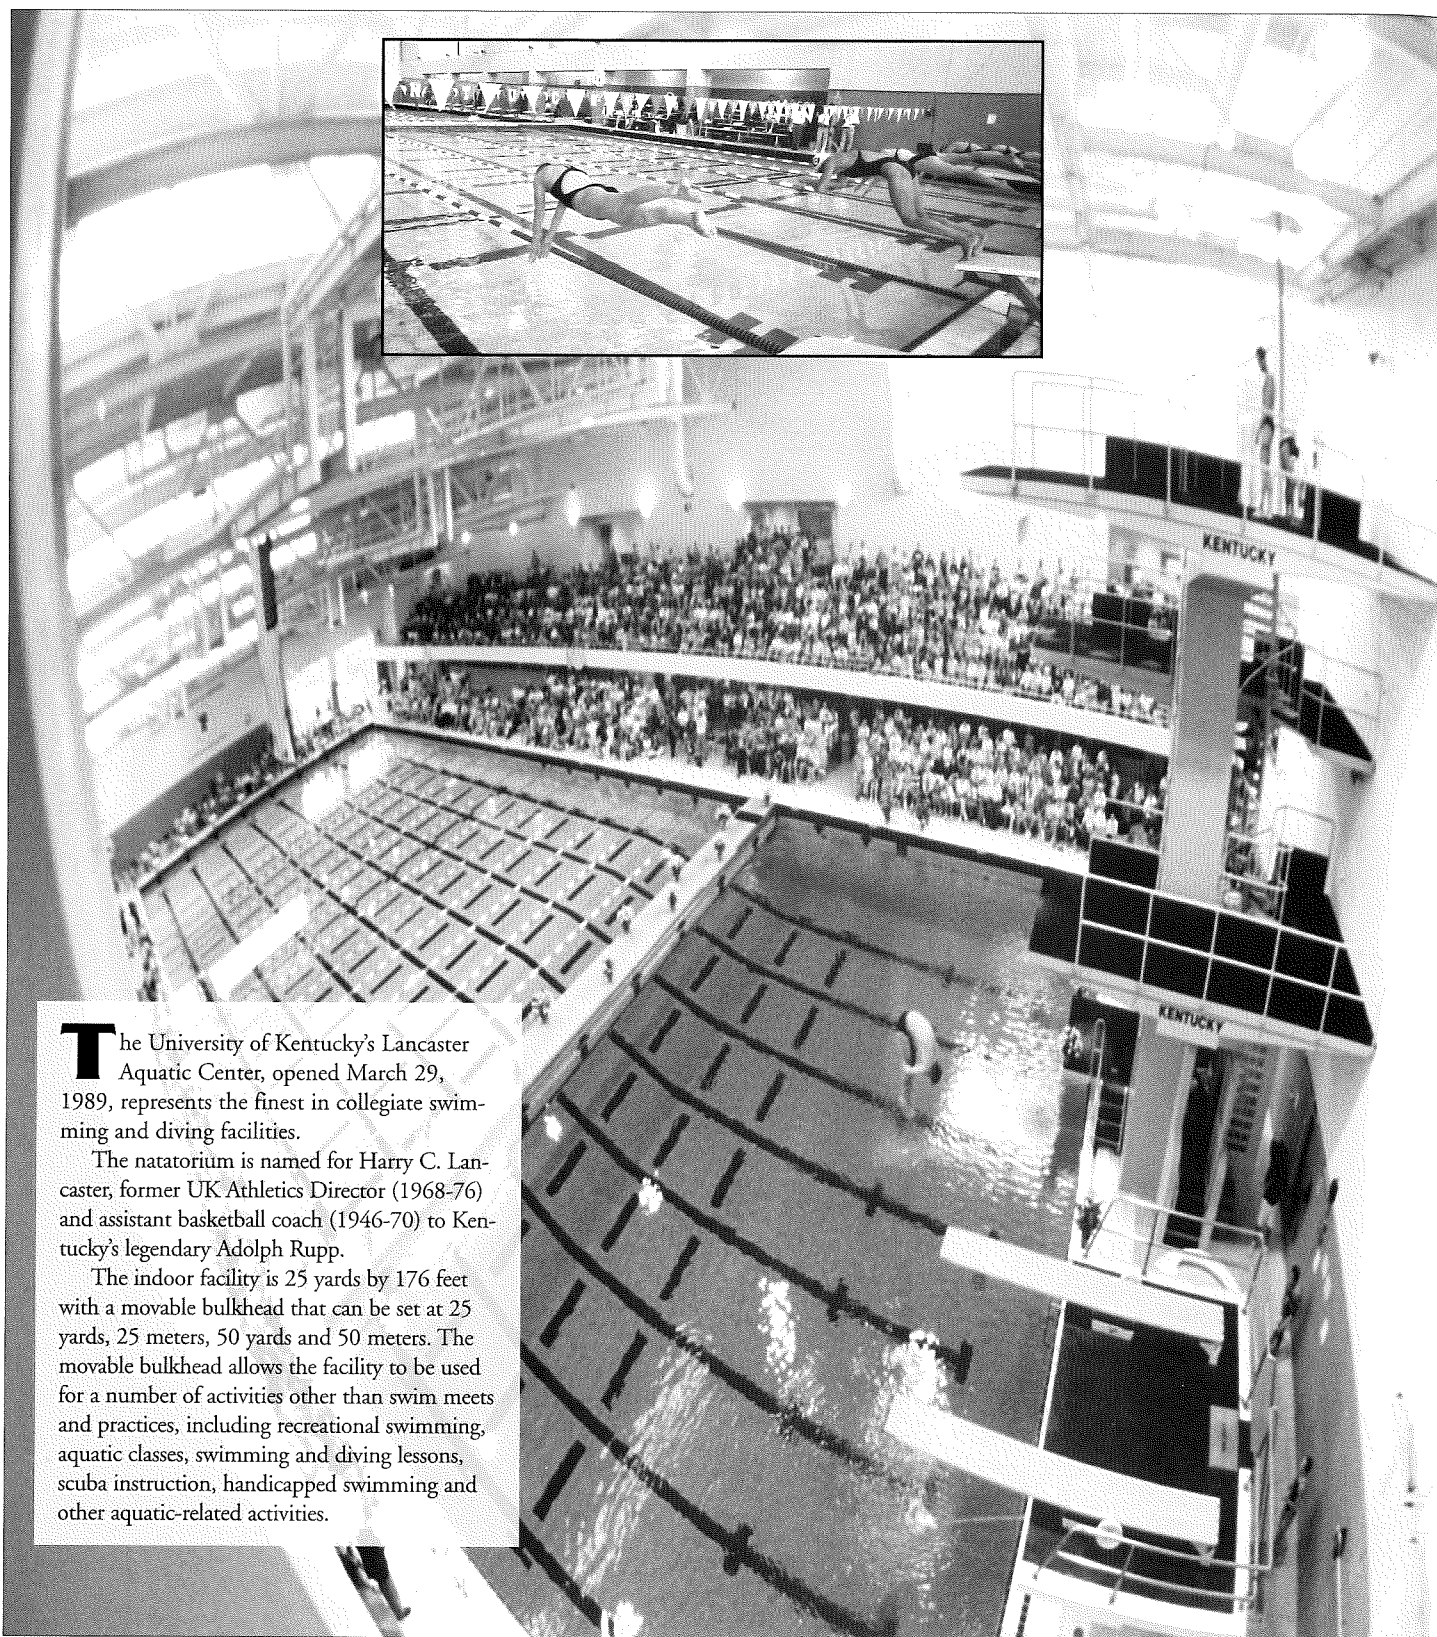 KENTUCKY
KENTUCKY
The University of Kentucky's Lancaster
Aquatic Center, opened March 29,
1989, represents the finest in collegiate swim-
ming and diving facilities.
The natatorium is named for Harry C. Lan-
caster, former UK Athletics Director (1968-76)
and assistant basketball coach (1946-70) to Ken-
tucky's legendary Adolph Rupp.
The indoor facility is 25 yards by 176 feet
with a movable bulkhead that can be set at 25
yards, 25 meters, 50 yards and 50 meters. The
movable bulkhead allows the facility to be used
for a number of activities other than swim meets
and practices, including recreational swimming,
aquatic classes, swimming and diving lessons,
scuba instruction, handicapped swimming and
other aquatic-related activities.